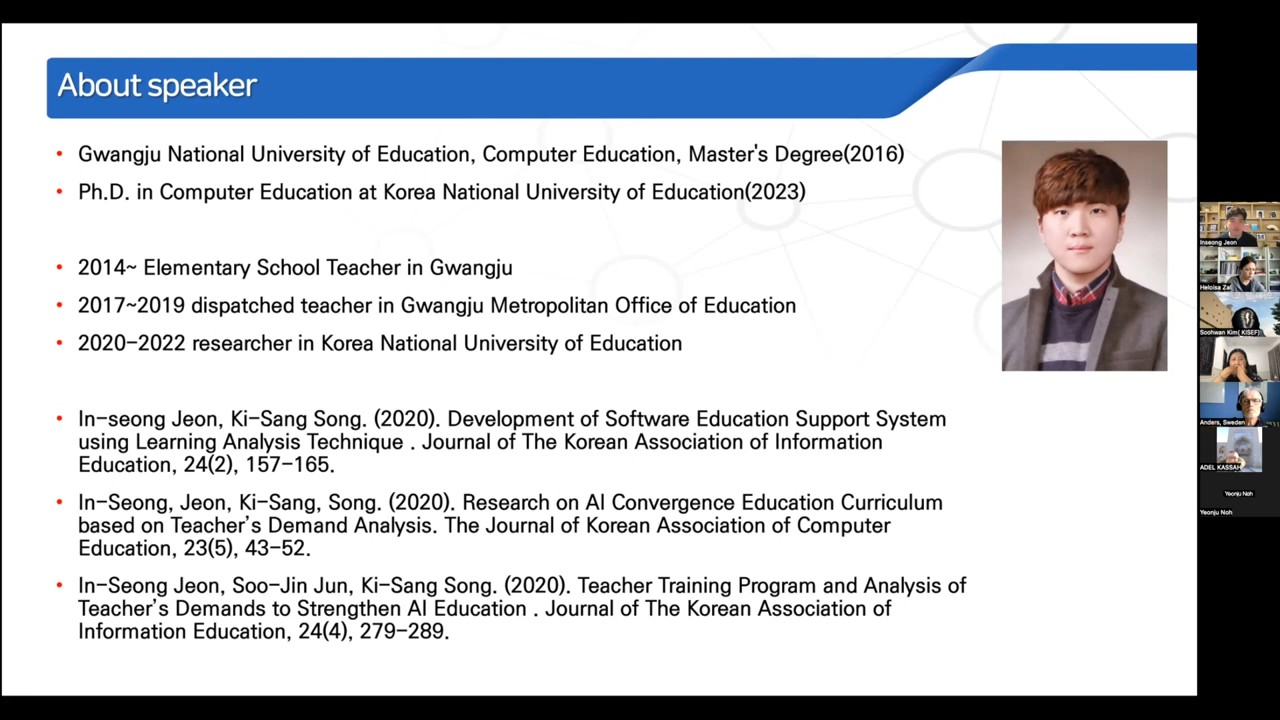 About speaker
• Gwangju National University of Education, Computer Education, Master's Degree(2016)
• Ph.D. in Computer Education at Korea National University of Education(2023)
• 2014~ Elementary School Teacher in Gwangju
• 2017~2019 dispatched teacher in Gwangju Metropolitan Office of Education
• 2020-2022 researcher in Korea National University of Education
• In-seong Jeon, Ki-Sang Song. (2020). Development of Software Education Support System
using Learning Analysis Technique . Journal of The Korean Association of Information
Education, 24(2), 157-165.
• In-Seong, Jeon, Ki-Sang, Song. (2020). Research on AI Convergence Education Curriculum
based on Teacher's Demand Analysis. The Journal of Korean Association of Computer
Education, 23(5), 43-52.
• In-Seong Jeon, Soo-Jin Jun, Ki-Sang Song. (2020). Teacher Training Program and Analysis of
Teacher's Demands to Strengthen AI Education . Journal of The Korean Association of
Information Education, 24(4), 279-289.
Inseong Jeon
Heloisa Zal
Soohwan Kim( KISEF)
Anders, Sweden
ADEL KASSAH
Yeonju Noh
Yeonju Noh